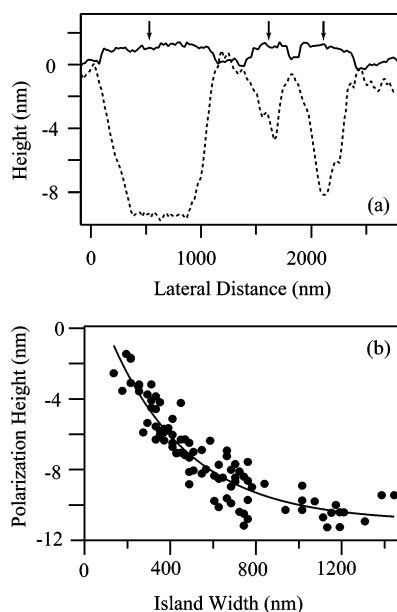 0
-4
-8
Height (nm)
(a)
0 1000 2000
Lateral Distance (nm)
0
-4
-8
-12
Polarization Height (nm)
(b)
0 400 800 1200
Island Width (nm)